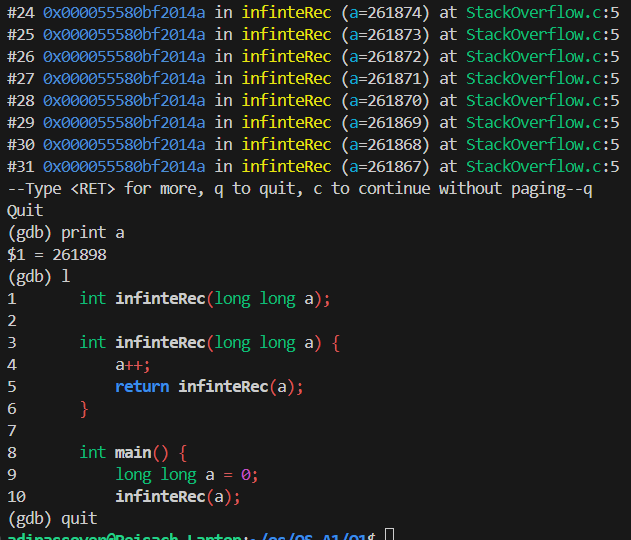 #24 0x000055580bf2014a in infinteRec (a=261874) at StackOverflow.c:5
#25 0x000055580bf2014a in infinteRec (a=261873) at StackOverflow.c:5
#26 0x000055580bf2014a in infinteRec (a=261872) at StackOverflow.c:5
#27 0x000055580bf2014a in infinteRec (a=261871) at StackOverflow.c:5
#28 0x000055580bf2014a in infinteRec (a=261870) at StackOverflow.c:5
#29 0x000055580bf2014a in infinteRec (a=261869) at StackOverflow.c:5
#30 0x000055580bf2014a in infinteRec (a=261868) at StackOverflow.c:5
#31 0x000055580bf2014a in infinteRec (a=261867) at StackOverflow.c:5
--Type <RET> for more, q to quit, c to continue without paging--q
Quit
(gdb) print a
$1 = 261898
(gdb) l
1       int infinteRec(long long a);
2
3       int infinteRec(long long a) {
4           a++;
5           return infinteRec(a);
6       }
7
8       int main() {
9           long long a = 0;
10          infinteRec(a);
(gdb) quit